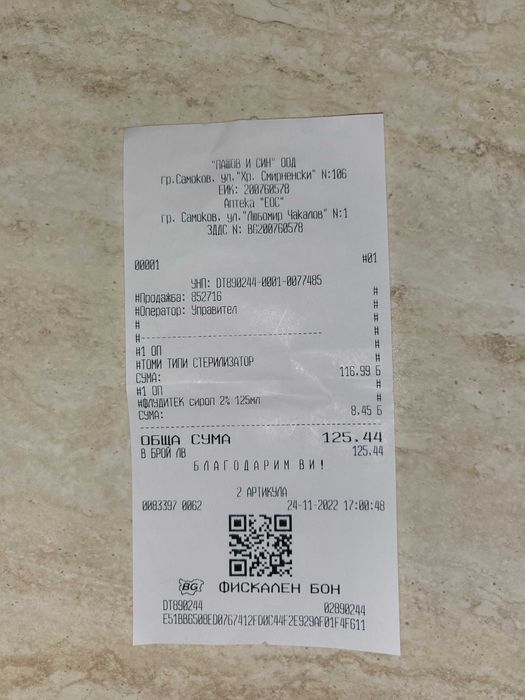 "ПАШОВ И СИН" ООД
гр.Самоков, ул."Хр. Смирненски" N:106
ЕИК: 200760578
Аптека "ЕОС"
гр. Самоков, ул."Любомир Чакалов" N:1
ЗДДС N: BG200760578
00001 #01
УНП: DT890244-0001-0077485
#Продажба: 852716 #
#Оператор: Управител #
# #
#---------------------------------- #
#1 ОП #
#ТОМИ ТИПИ СТЕРИЛИЗАТОР #
СУМА: 116.99 Б
#1 ОП #
#ФЛУДИТЕК сироп 2% 125мл #
СУМА: 8.45 Б
ОБЩА СУМА 125.44
В БРОЙ ЛВ 125.44
БЛАГОДАРИМ ВИ!
2 АРТИКУЛА
0083397 0062 24-11-2022 17:00:48
BG ФИСКАЛЕН БОН
DT890244 02890244
E51BB6508ED0767412FD0C44F2E929AF01F4F611